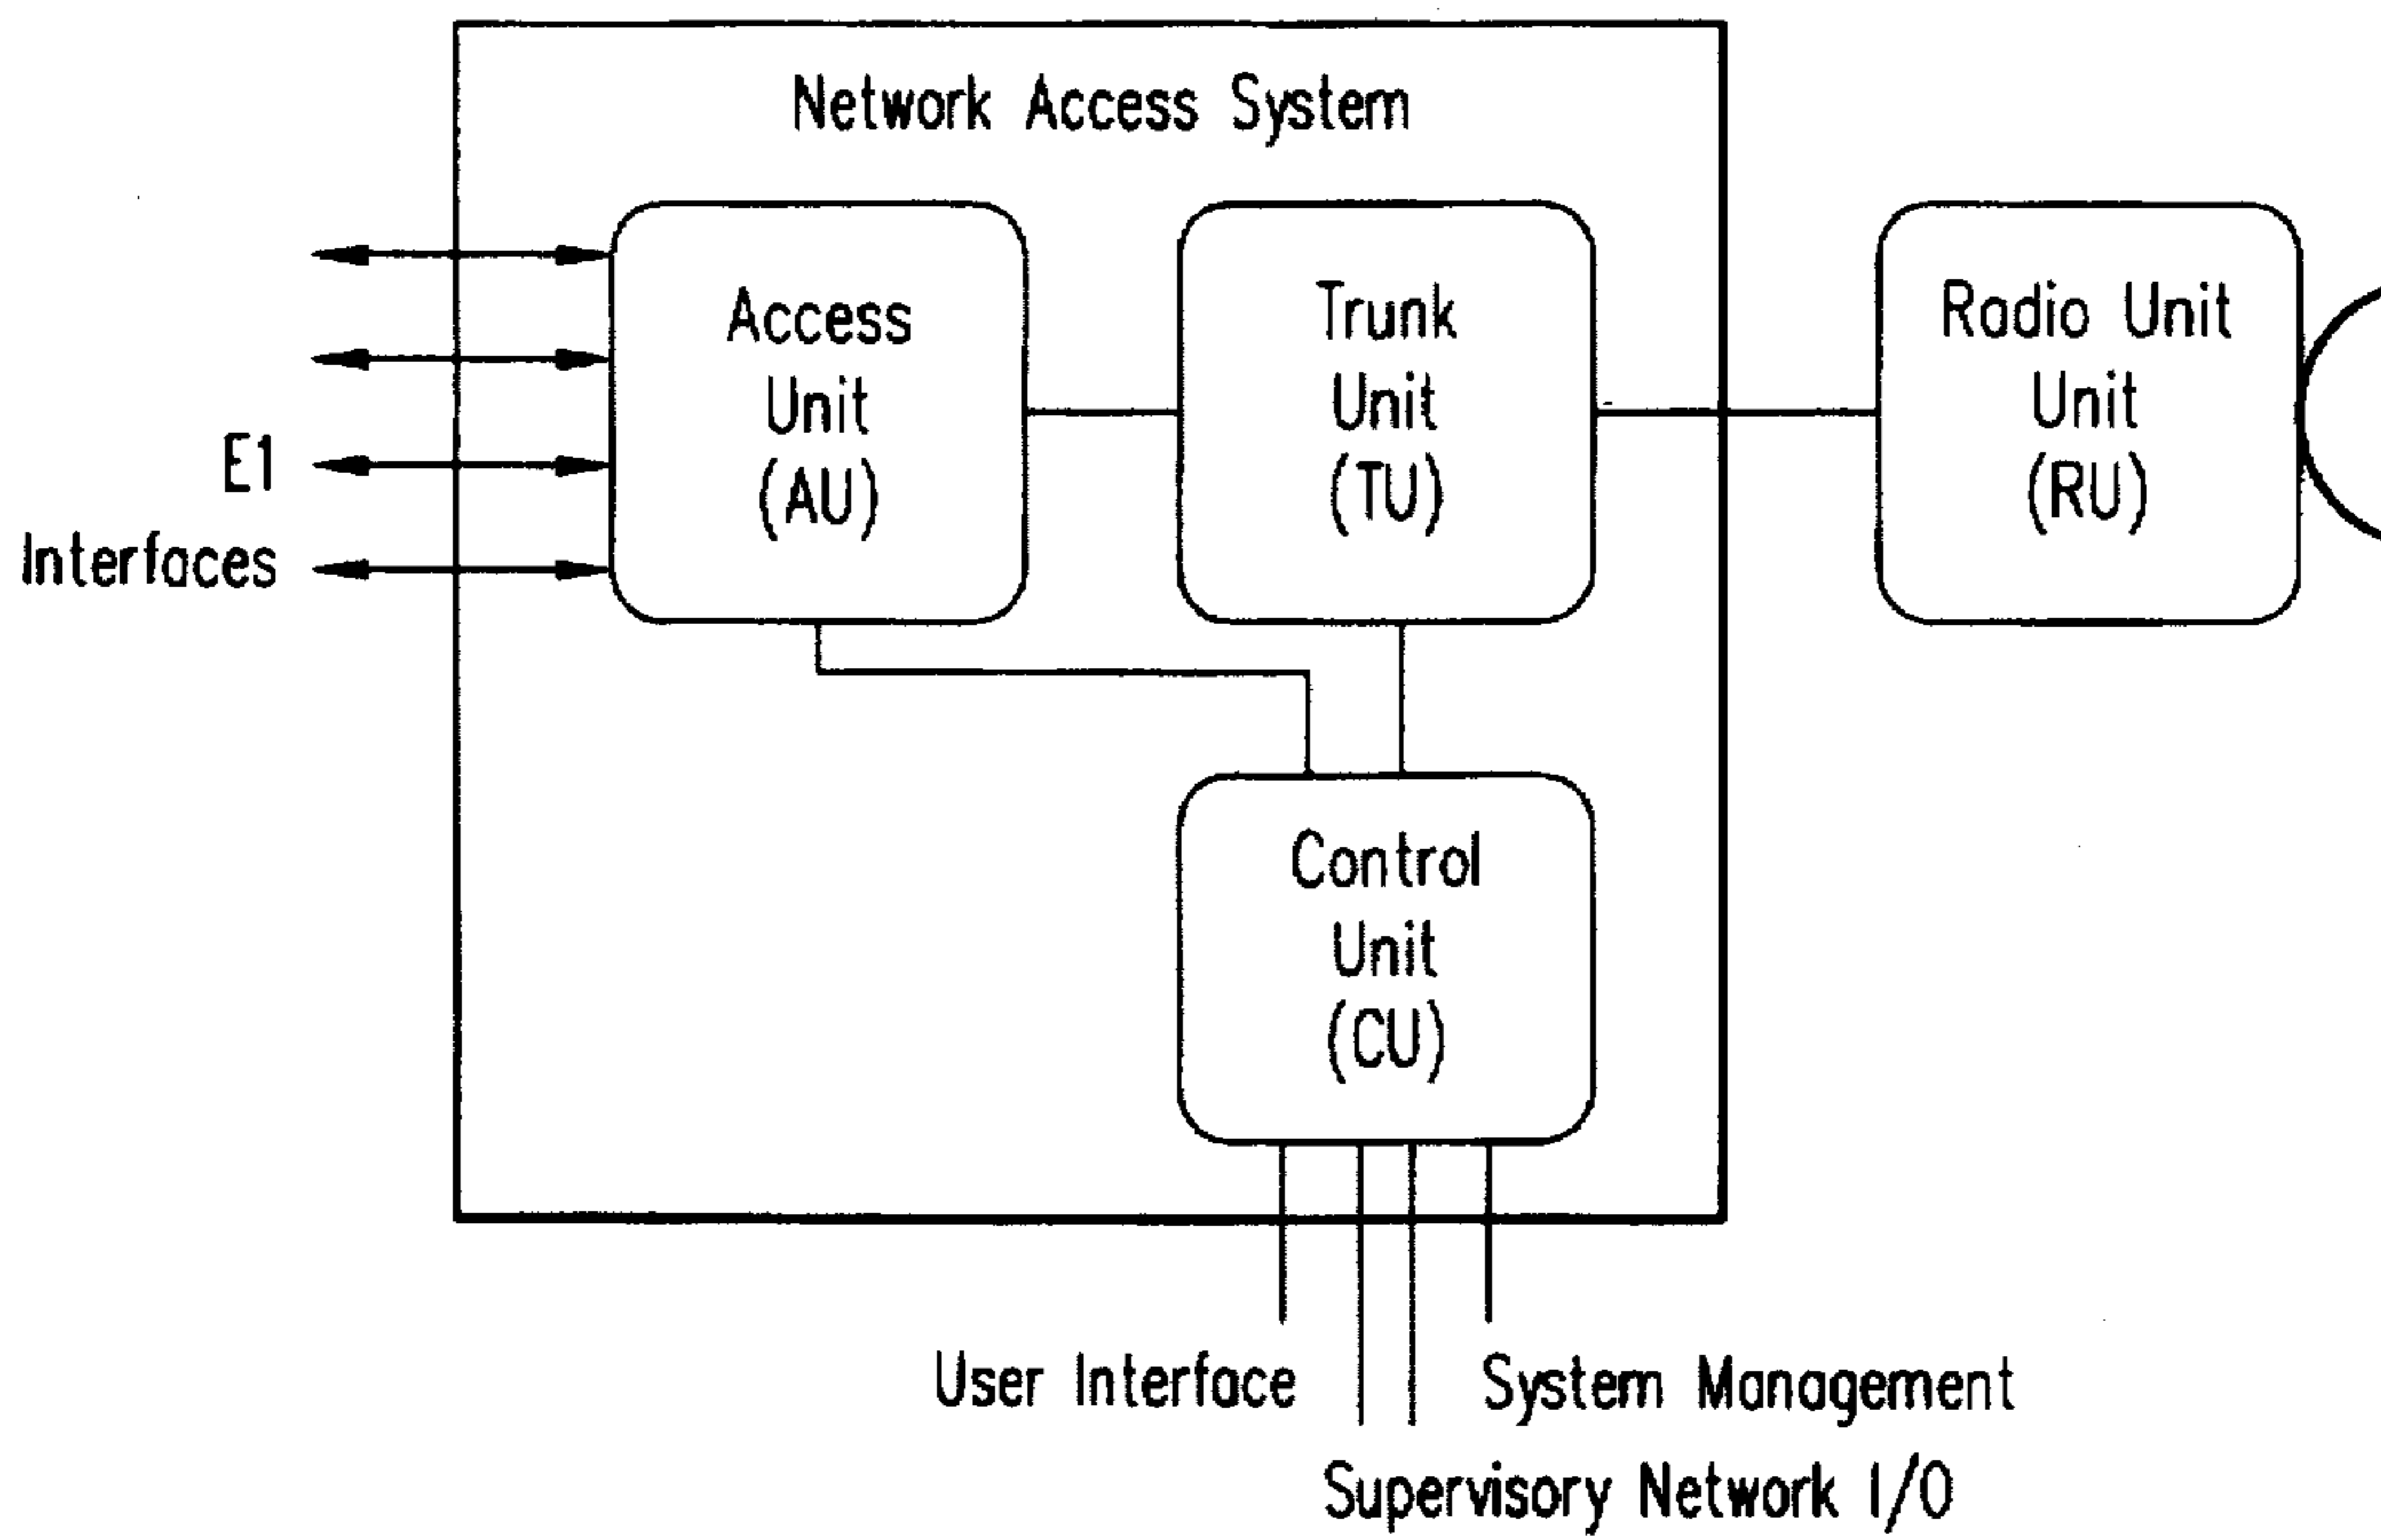 Network Access System
Access
Unit
(AU)
Trunk
Unit
(TU)
Radio Unit
Unit
(RU)
E1
Interfaces
Control
Unit
(CU)
User Interface
System Management
Supervisory Network I/O